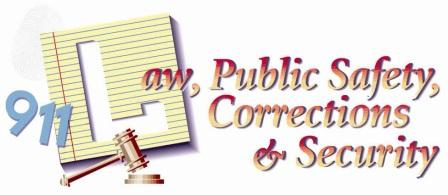 911
Law, Public Safety,
Corrections
& Security